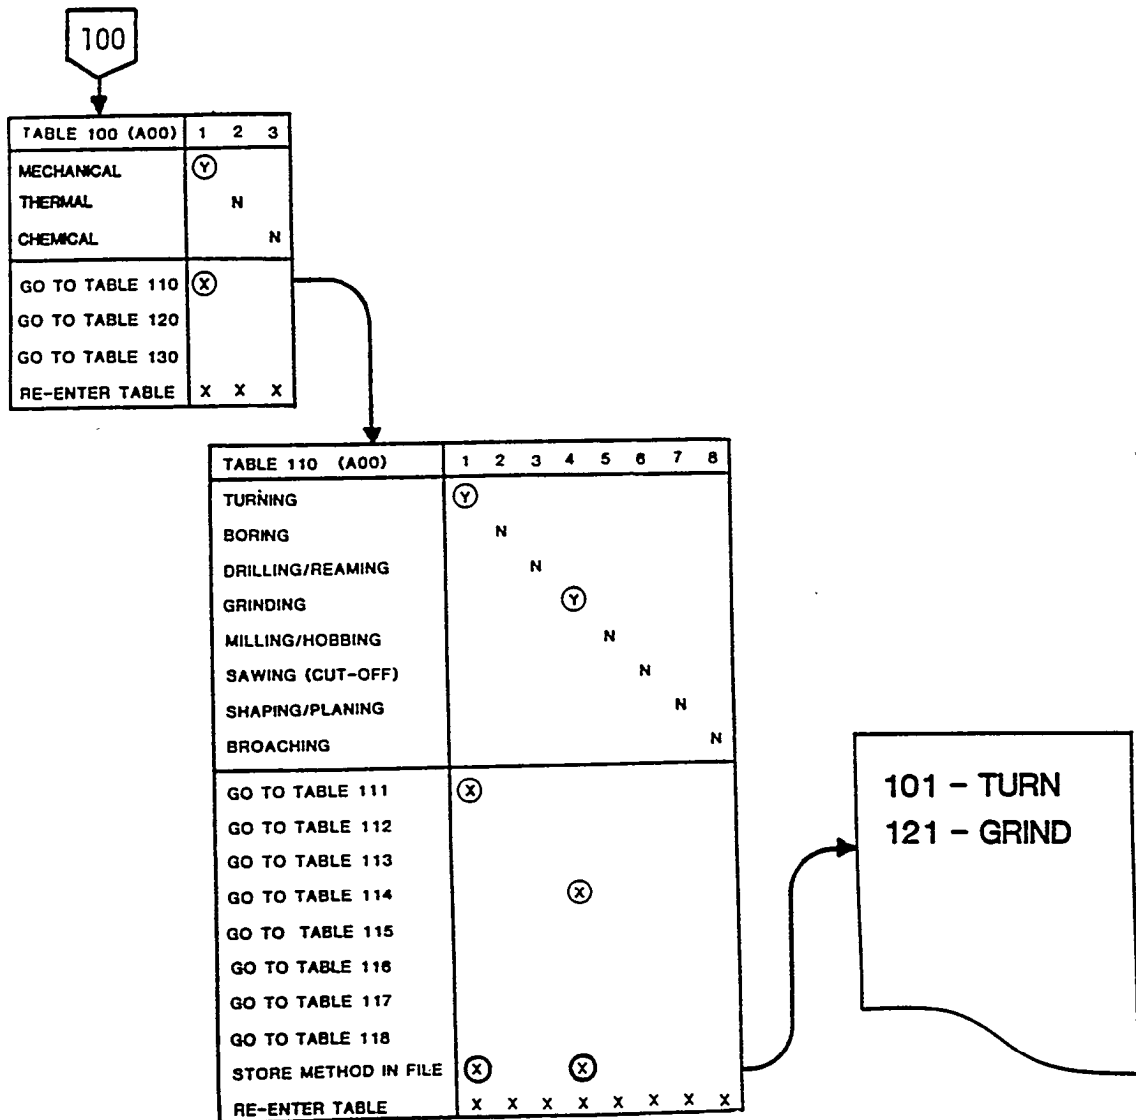 100
TABLE 100 (A00) 1 2 3
MECHANICAL Y
THERMAL N
CHEMICAL N
GO TO TABLE 110 X
GO TO TABLE 120
GO TO TABLE 130
RE-ENTER TABLE X X X
TABLE 110 (A00) 1 2 3 4 5 6 7 8
TURNING Y
BORING N
DRILLING/REAMING N
GRINDING Y
MILLING/HOBBING N
SAWING (CUT-OFF) N
SHAPING/PLANING N
BROACHING N
GO TO TABLE 111 X
GO TO TABLE 112
GO TO TABLE 113
GO TO TABLE 114 X
GO TO TABLE 115
GO TO TABLE 116
GO TO TABLE 117
GO TO TABLE 118
STORE METHOD IN FILE X X
RE-ENTER TABLE X X X X X X X X
101 - TURN
121 - GRIND